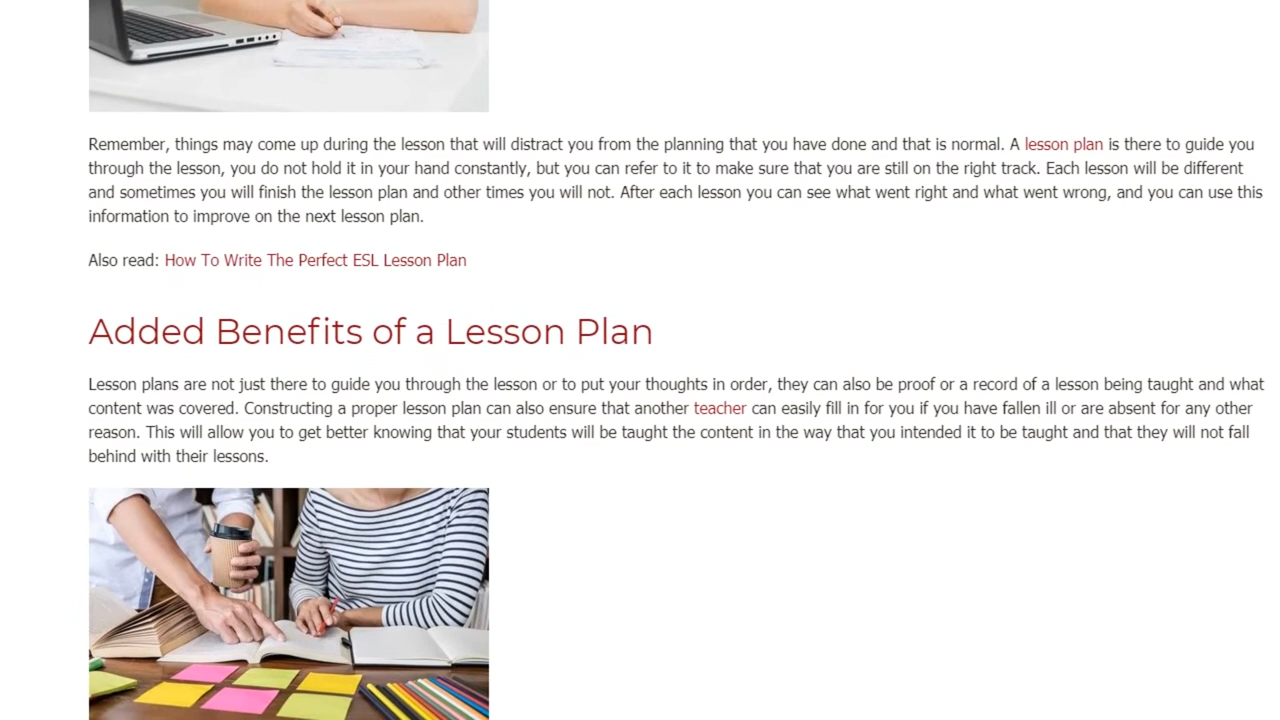 Remember, things may come up during the lesson that will distract you from the planning that you have done and that is normal. A lesson plan is there to guide you
through the lesson, you do not hold it in your hand constantly, but you can refer to it to make sure that you are still on the right track. Each lesson will be different
and sometimes you will finish the lesson plan and other times you will not. After each lesson you can see what went right and what went wrong, and you can use this
information to improve on the next lesson plan.
Also read: How To Write The Perfect ESL Lesson Plan
Added Benefits of a Lesson Plan
Lesson plans are not just there to guide you through the lesson or to put your thoughts in order, they can also be proof or a record of a lesson being taught and what
content was covered. Constructing a proper lesson plan can also ensure that another teacher can easily fill in for you if you have fallen ill or are absent for any other
reason. This will allow you to get better knowing that your students will be taught the content in the way that you intended it to be taught and that they will not fall
behind with their lessons.